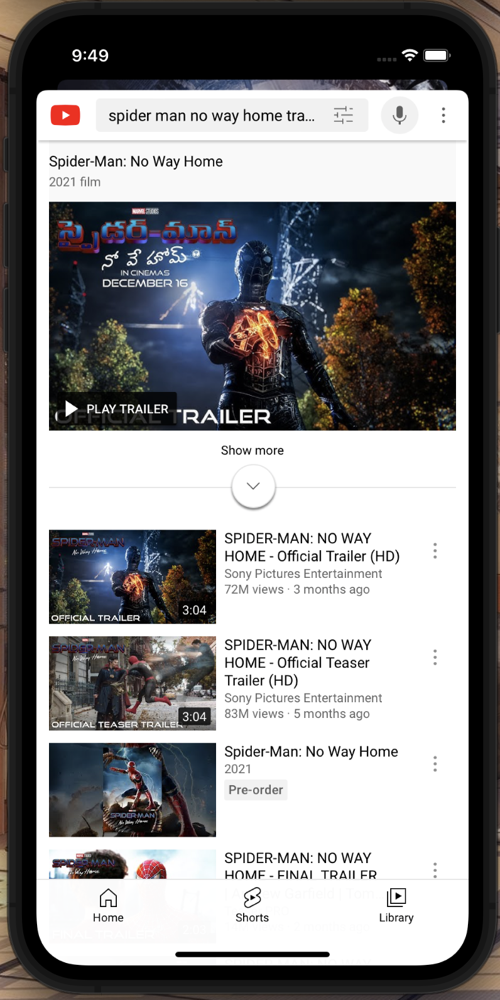 9:49
spider man no way home tra...
Spider-Man: No Way Home
2021 film
MARVEL STUDIOS
స్పైడర్-మాన్
నో వే హోమ్
IN CINEMAS
DECEMBER 16
PLAY TRAILER
OFFICIAL TRAILER
Show more
SPIDER-MAN
No Way Home
OFFICIAL TRAILER
3:04
SPIDER-MAN: NO WAY
HOME - Official Trailer (HD)
Sony Pictures Entertainment
72M views · 3 months ago
SPIDER-MAN
No Way Home
OFFICIAL TEASER TRAILER
3:04
SPIDER-MAN: NO WAY
HOME - Official Teaser
Trailer (HD)
Sony Pictures Entertainment
83M views · 5 months ago
SPIDER-MAN
No Way Home
Spider-Man: No Way Home
2021
Pre-order
SPIDER-MAN
No Way Home
FINAL TRAILER
2:03
SPIDER-MAN: NO WAY
HOME - FINAL TRAILER
| Andrew Garfield | Tom...
Home
Shorts
Library